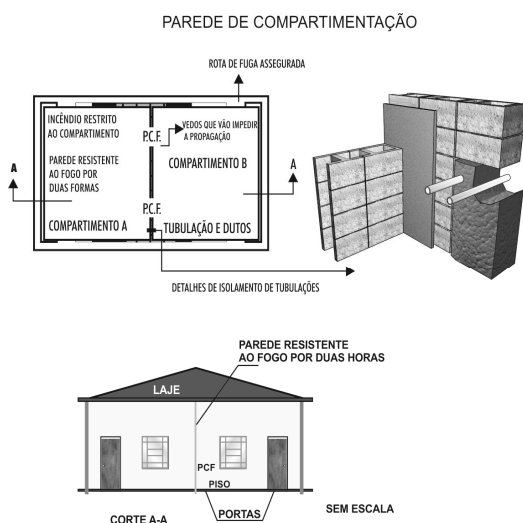 PAREDE DE COMPARTIMENTAÇÃO
ROTA DE FUGA ASSEGURADA
INCÊNDIO RESTRITO
AO COMPARTIMENTO
P.C.F.
VEDOS QUE VÃO IMPEDIR
A PROPAGAÇÃO
A
PAREDE RESISTENTE
AO FOGO POR
DUAS FORMAS
COMPARTIMENTO B
A
P.C.F.
COMPARTIMENTO A
TUBULAÇÃO E DUTOS
DETALHES DE ISOLAMENTO DE TUBULAÇÕES
PAREDE RESISTENTE
AO FOGO POR DUAS HORAS
LAJE
PCF
PISO
CORTE A-A
PORTAS
SEM ESCALA